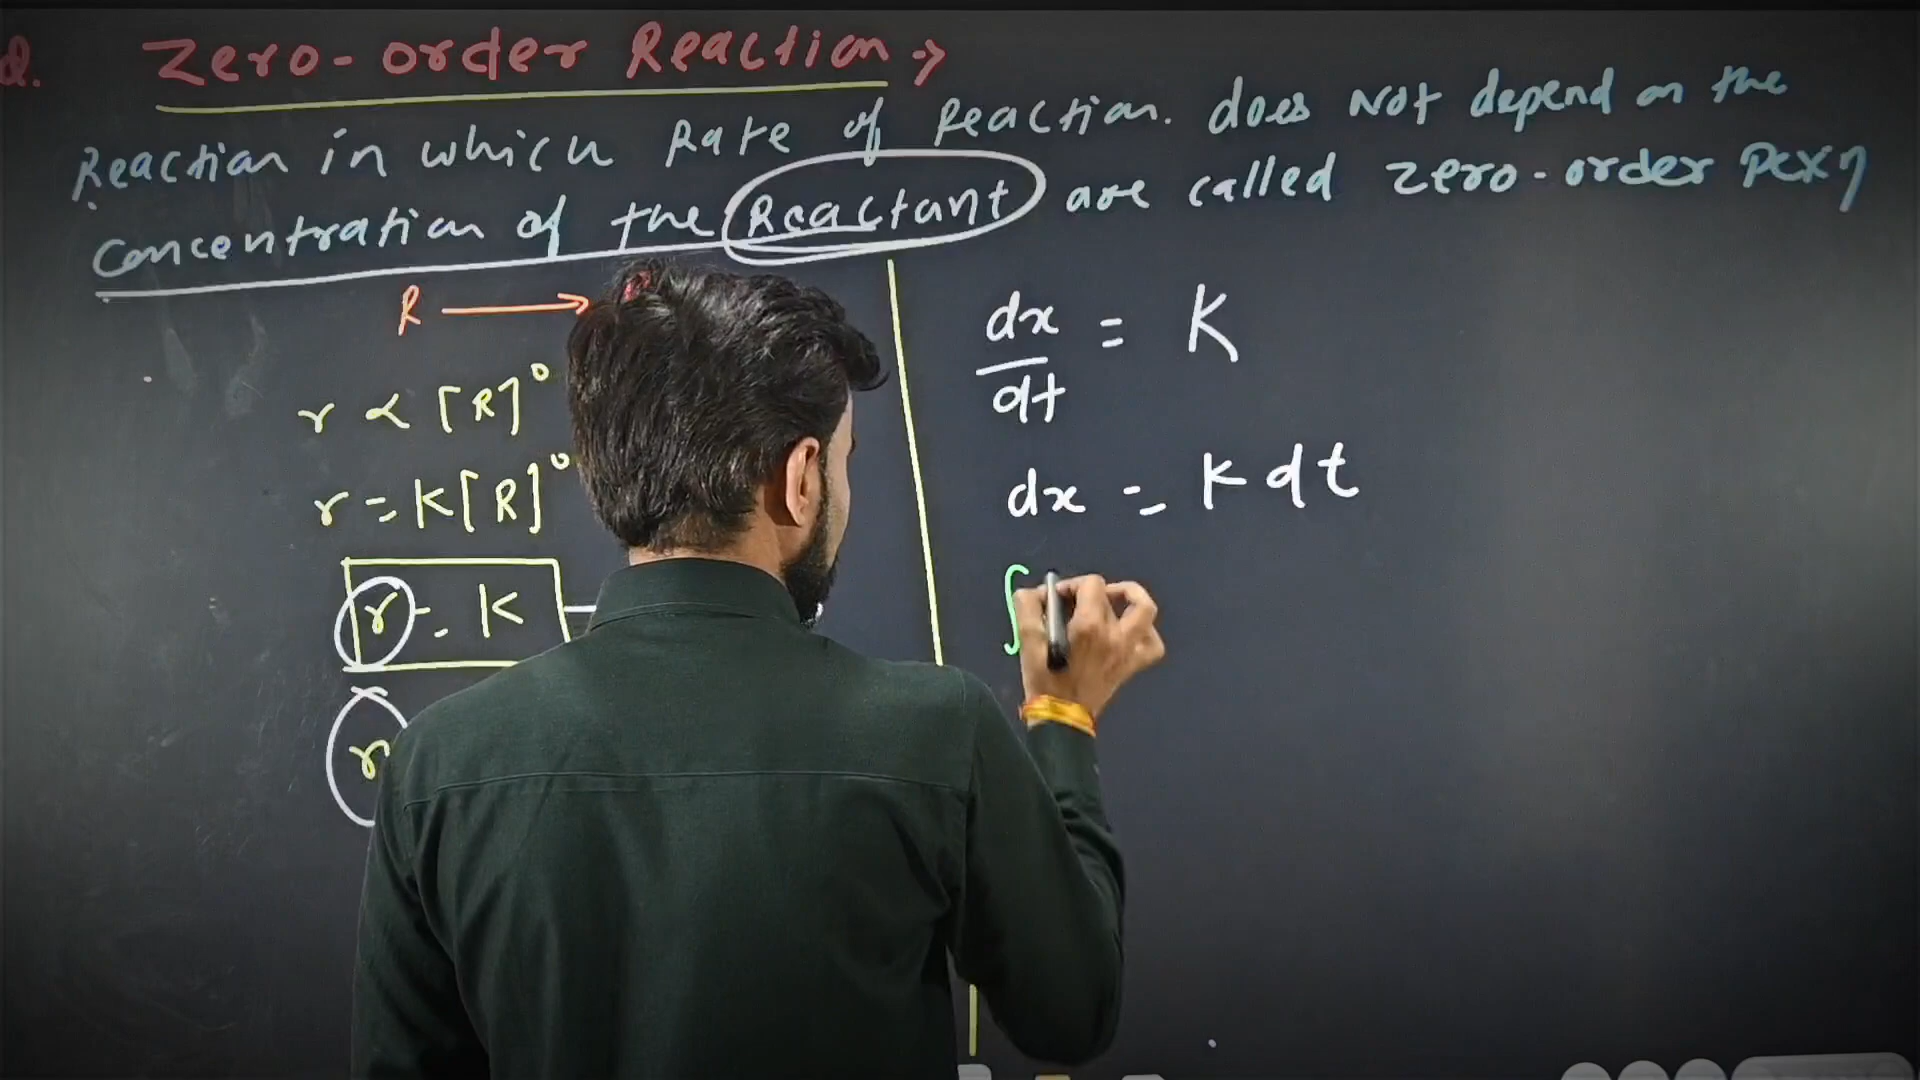 Q. Zero-order Reaction →
Reaction in which Rate of Reaction. does Not depend on the
concentration of the Reactant are called zero-order Rexη
R →
r ∝ [R]⁰
r = K[R]⁰
r = K
r
dx/dt = K
dx = K dt
∫